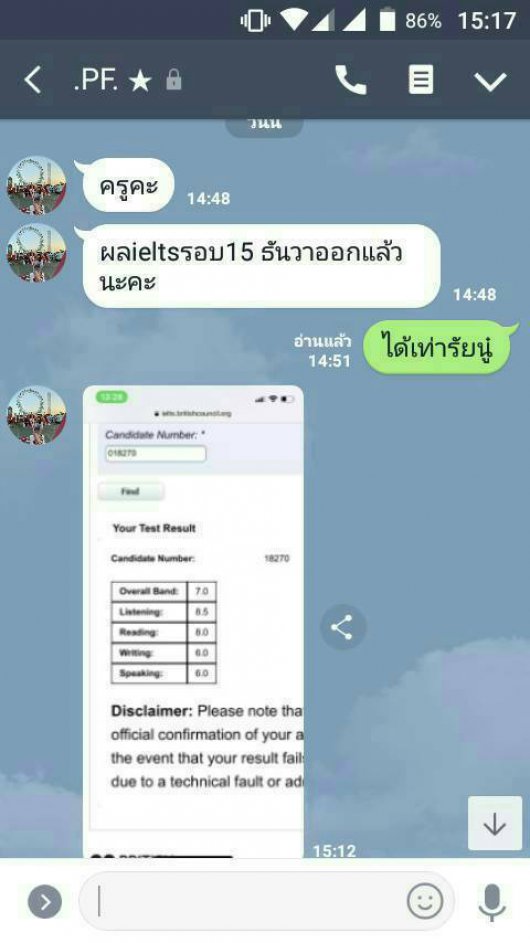 86% 15:17
.PF. ★
วันนี้
ครูคะ
14:48
ผลieltsรอบ15 ธันวาออกแล้ว
นะคะ
14:48
อ่านแล้ว
14:51
ได้เท่ารัยนู๋
13:28
ielts.britishcouncil.org
Candidate Number: *
018270
Find
Your Test Result
Candidate Number: 18270
Overall Band: 7.0
Listening: 8.5
Reading: 8.0
Writing: 6.0
Speaking: 6.0
Disclaimer: Please note tha
official confirmation of your a
the event that your result fail
due to a technical fault or ad
15:12